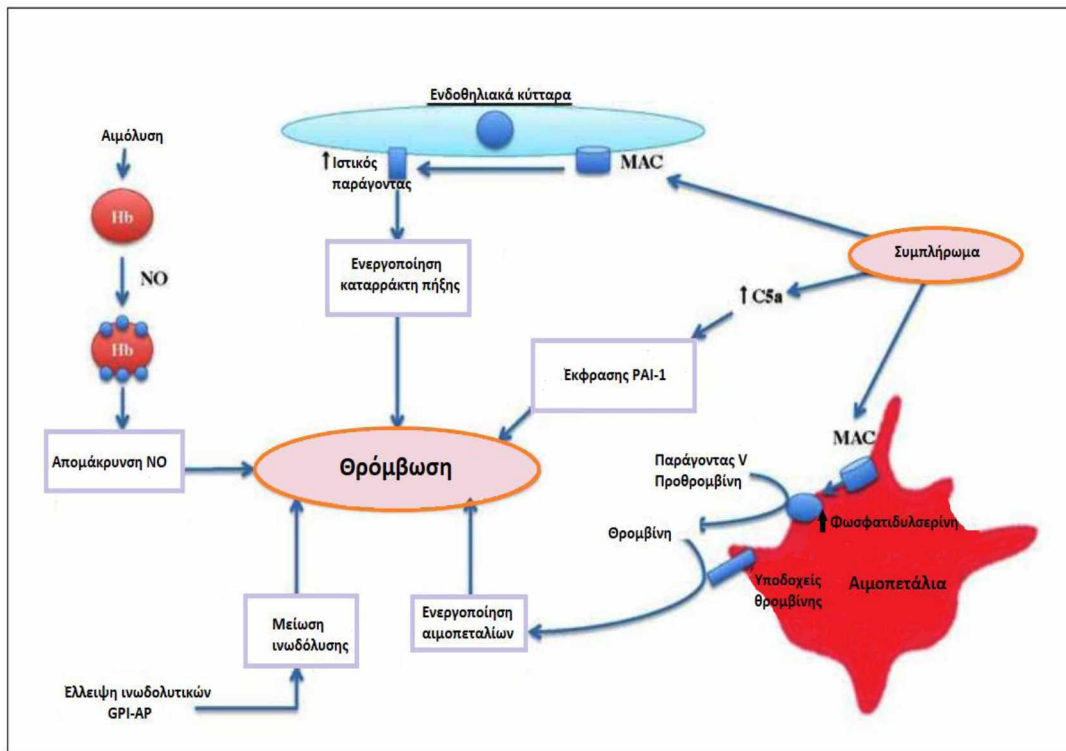 Ενδοθηλιακά κύτταρα
Αιμόλυση
↑ Ιστικός
παράγοντας
MAC
Hb
NO
Hb
Απομάκρυνση NO
Ενεργοποίηση
καταρράκτη πήξης
Συμπλήρωμα
↑ C5a
Έκφρασης PAI-1
Θρόμβωση
MAC
Παράγοντας V
Προθρομβίνη
↑ Φωσφατιδυλσερίνη
Θρομβίνη
Υποδοχείς
θρομβίνης
Αιμοπετάλια
Ενεργοποίηση
αιμοπεταλίων
Μείωση
ινωδόλυσης
Έλλειψη ινωδολυτικών
GPI-AP